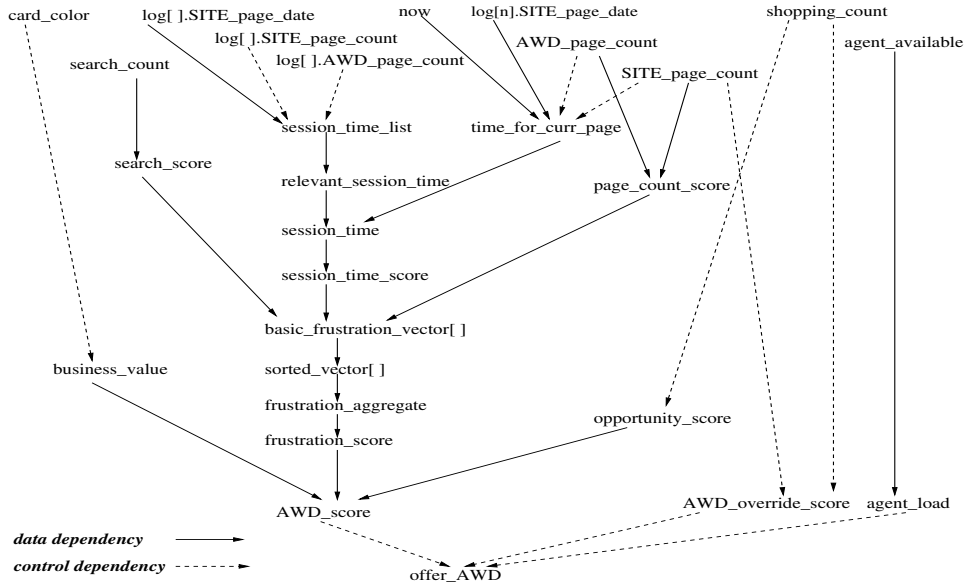 card_color
log[ ].SITE_page_date
now
log[n].SITE_page_date
shopping_count
log[ ].SITE_page_count
AWD_page_count
agent_available
search_count
log[ ].AWD_page_count
SITE_page_count
session_time_list
time_for_curr_page
search_score
relevant_session_time
page_count_score
session_time
session_time_score
basic_frustration_vector[ ]
business_value
sorted_vector[ ]
frustration_aggregate
opportunity_score
frustration_score
AWD_score
AWD_override_score
agent_load
data dependency
control dependency
offer_AWD